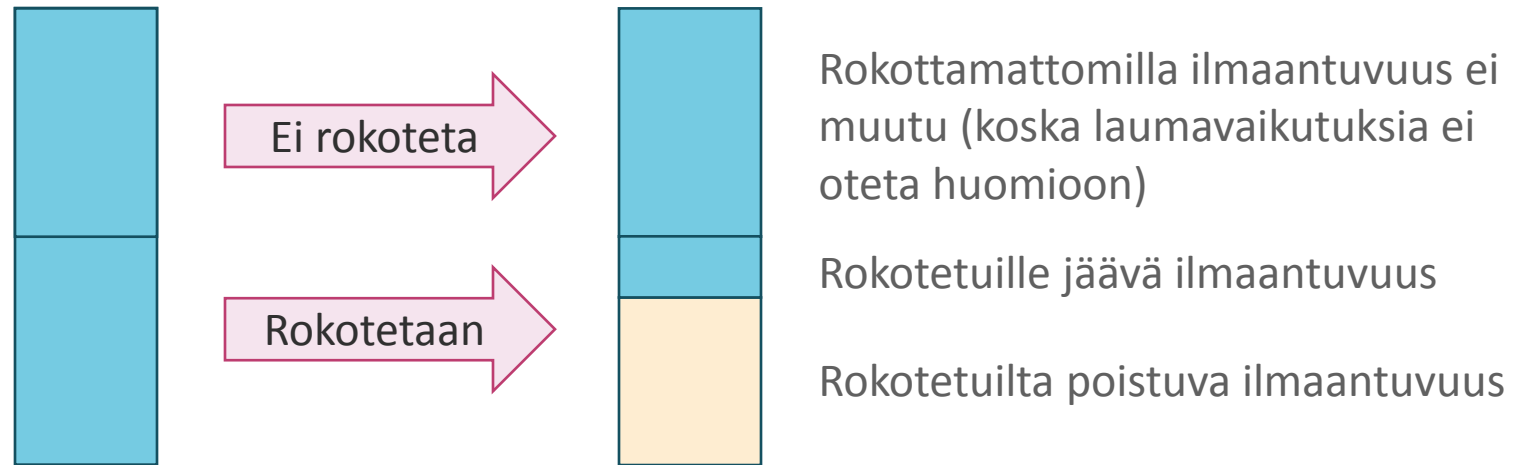 Ei rokoteta
Rokotetaan
Rokottamattomilla ilmaantuvuus ei
muutu (koska laumavaikutuksia ei
oteta huomioon)
Rokotetuille jäävä ilmaantuvuus
Rokotetuilta poistuva ilmaantuvuus